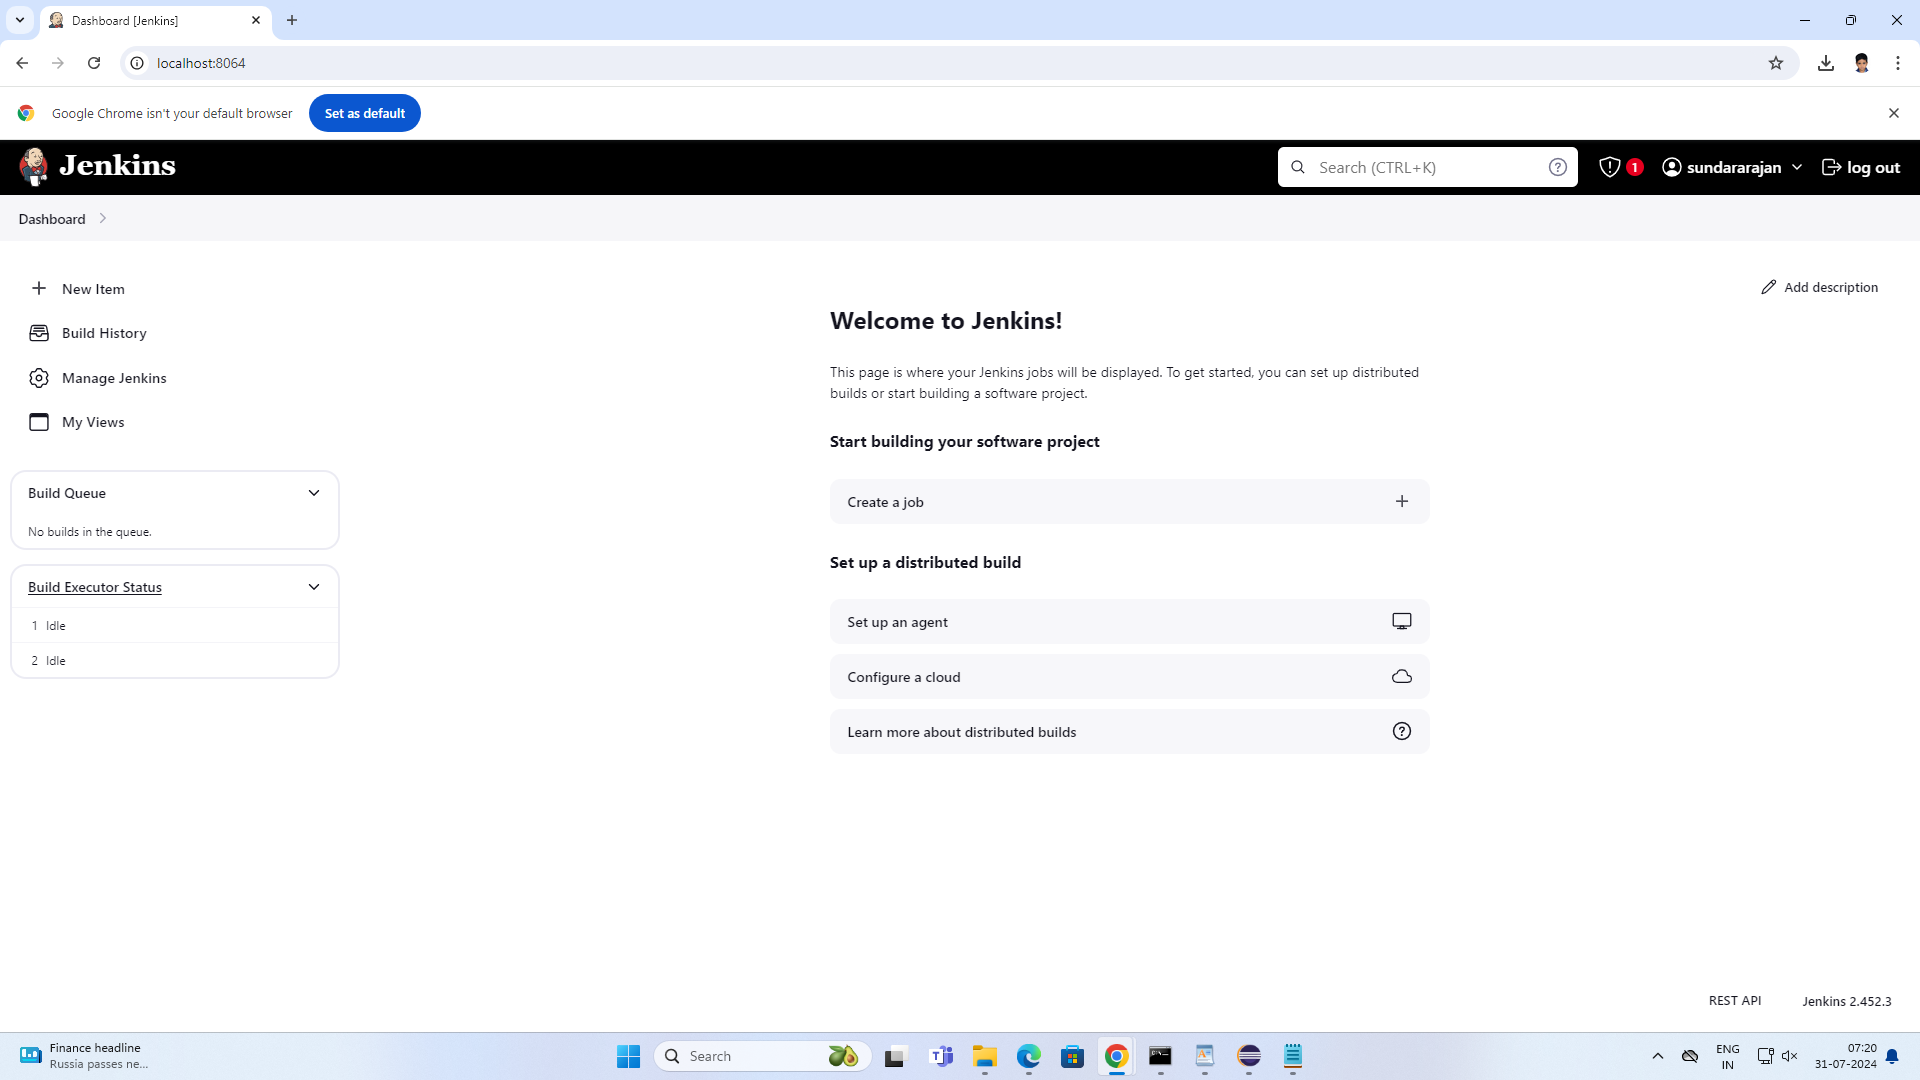 Dashboard [Jenkins]
localhost:8064
Google Chrome isn't your default browser
Set as default
Jenkins
Search (CTRL+K)
1
sundararajan
log out
Dashboard
New Item
Build History
Manage Jenkins
My Views
Build Queue
No builds in the queue.
Build Executor Status
1 Idle
2 Idle
Add description
Welcome to Jenkins!
This page is where your Jenkins jobs will be displayed. To get started, you can set up distributed
builds or start building a software project.
Start building your software project
Create a job
Set up a distributed build
Set up an agent
Configure a cloud
Learn more about distributed builds
REST API
Jenkins 2.452.3
Finance headline
Russia passes ne...
Search
ENG
IN
07:20
31-07-2024